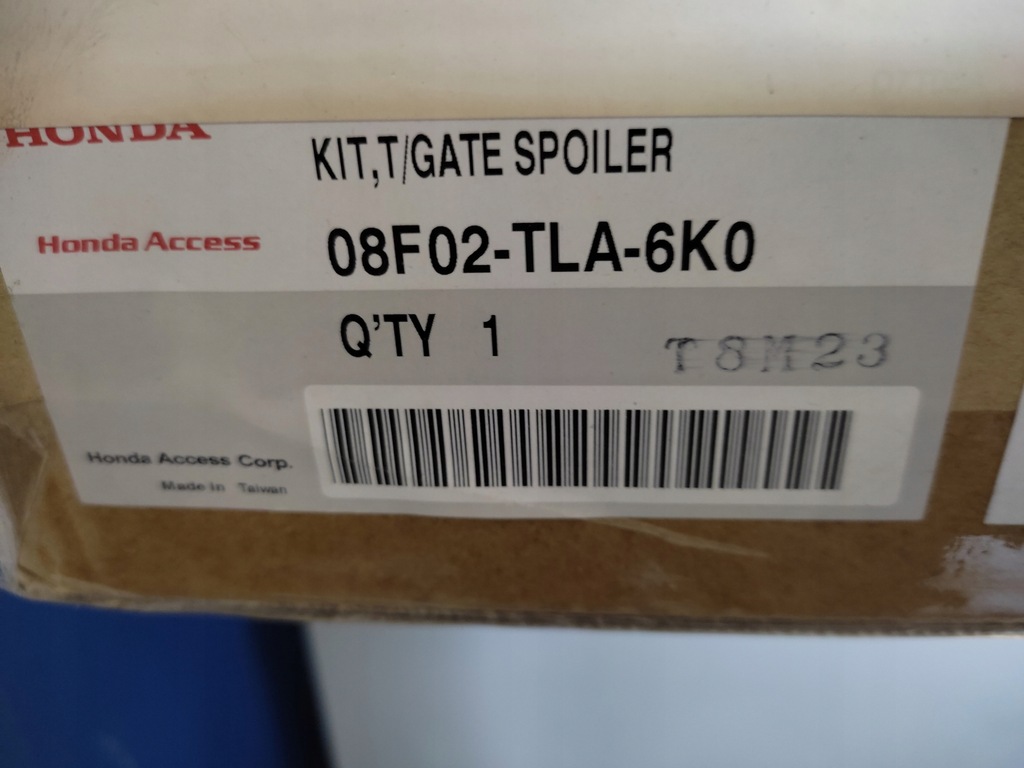 HONDA
KIT,T/GATE SPOILER
Honda Access
08F02-TLA-6K0
Q'TY 1
T8M23
Honda Access Corp.
Made in Taiwan